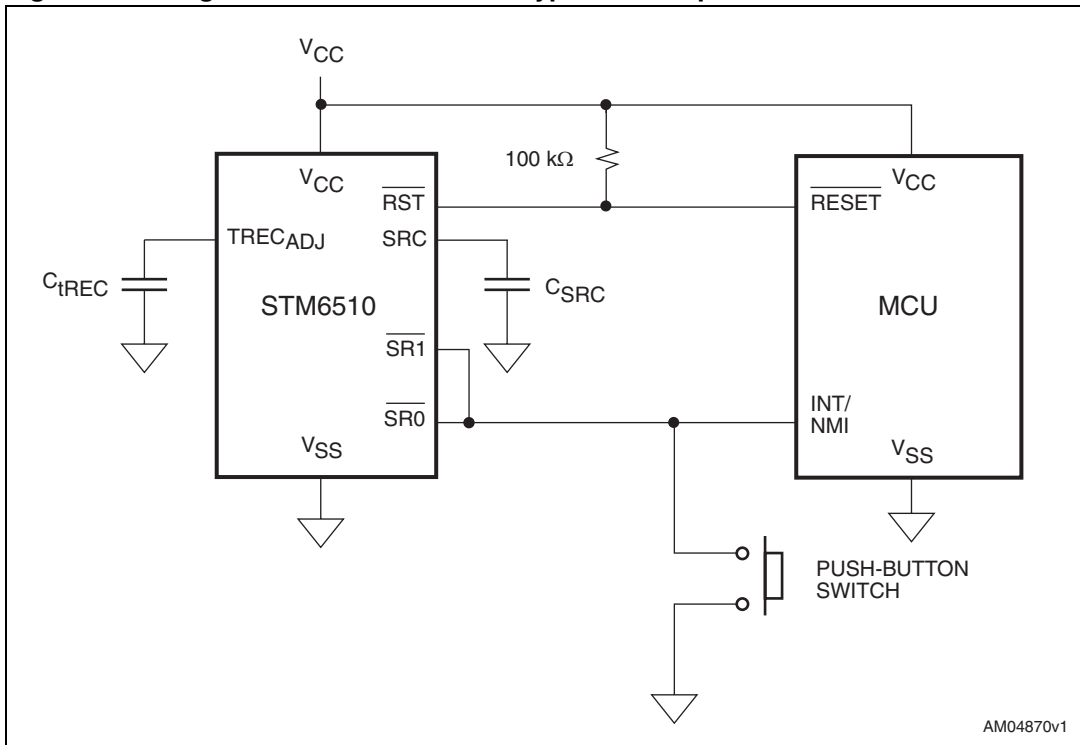 VCC
100 kΩ
VCC
RST
SRC
TRECADJ
CtREC
STM6510
CSRC
SR1
SR0
VSS
VCC
RESET
MCU
INT/
NMI
VSS
PUSH-BUTTON
SWITCH
AM04870v1